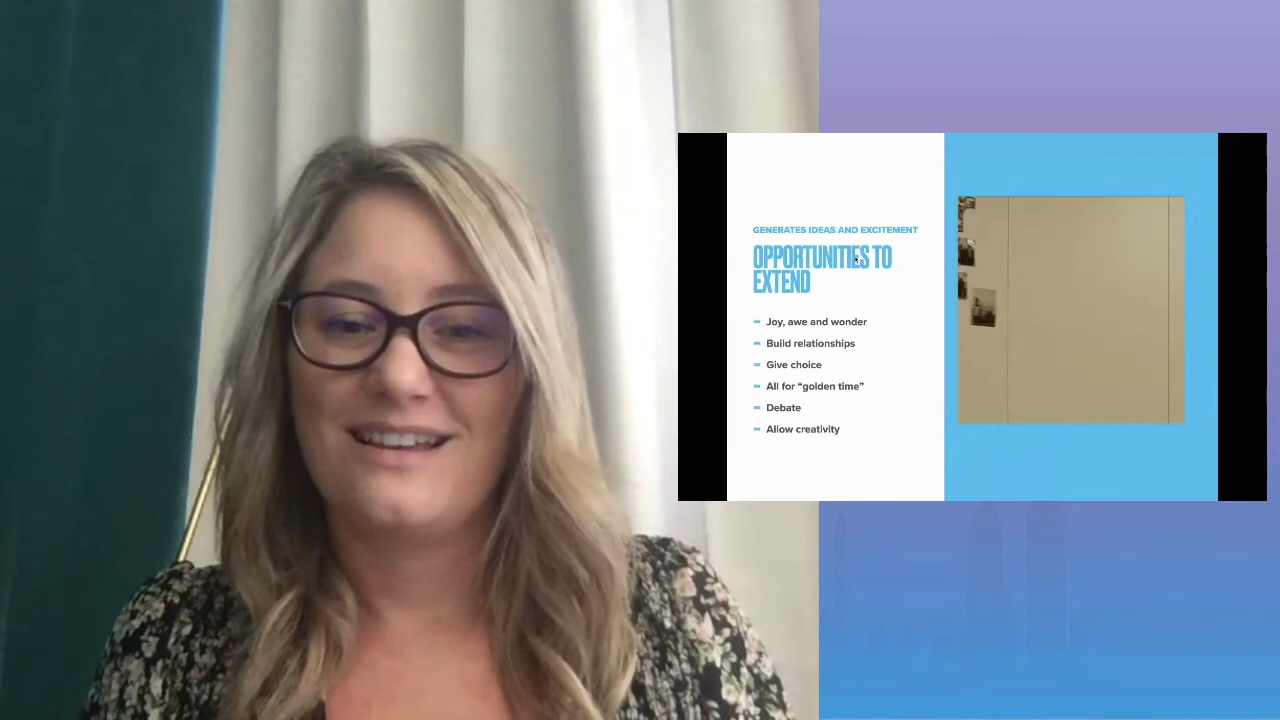 GENERATES IDEAS AND EXCITEMENT
OPPORTUNITIES TO
EXTEND
Joy, awe and wonder
Build relationships
Give choice
All for “golden time”
Debate
Allow creativity